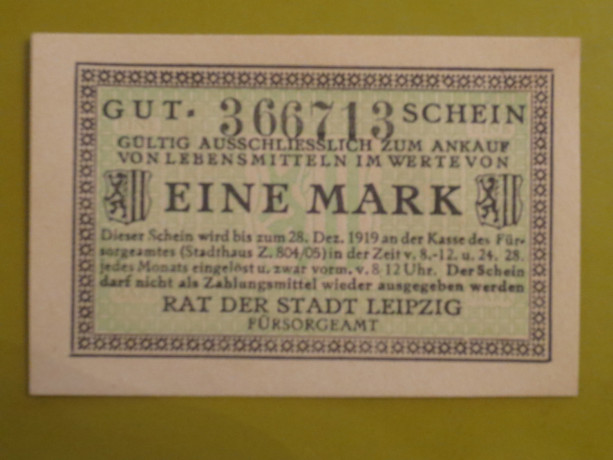 GUT- 366713 SCHEIN
GÜLTIG AUSSCHLIESSLICH ZUM ANKAUF
VON LEBENSMITTELN IM WERTE VON
EINE MARK
Dieser Schein wird bis zum 28. Dez. 1919 an der Kasse des Für-
sorgeamtes (Stadthaus Z. 804/05) in der Zeit v. 8.-12. u. 24. 28.
jedes Monats eingelöst u. zwar vorm. v. 8-12 Uhr. Der Schein
darf nicht als Zahlungsmittel wieder ausgegeben werden
RAT DER STADT LEIPZIG
FÜRSORGEAMT